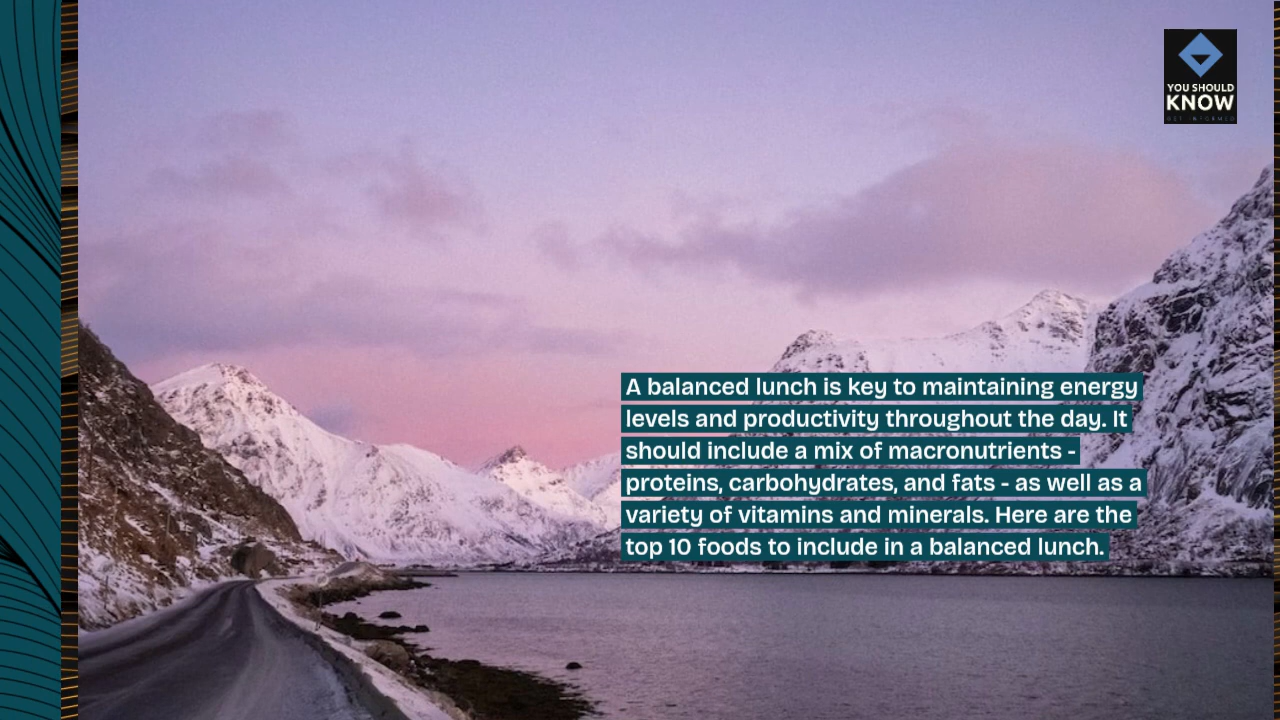 YOU SHOULD
KNOW
GET INFORMED
A balanced lunch is key to maintaining energy
levels and productivity throughout the day. It
should include a mix of macronutrients -
proteins, carbohydrates, and fats - as well as a
variety of vitamins and minerals. Here are the
top 10 foods to include in a balanced lunch.